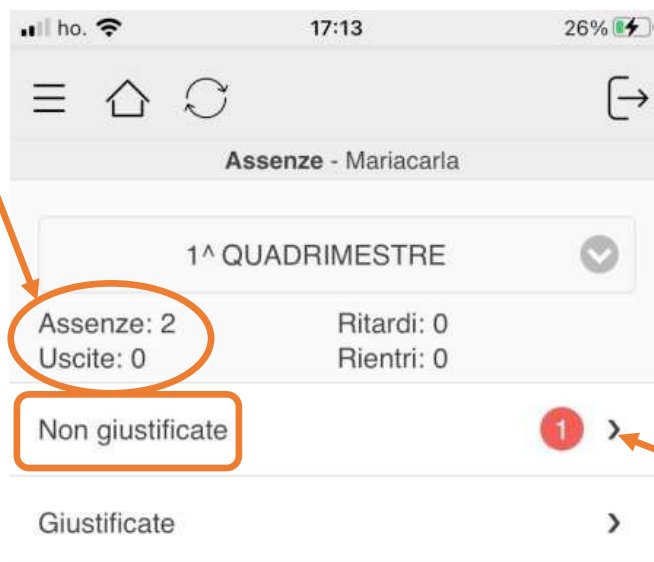 ho. 17:13 26%
Assenze - Mariacarla
1^ QUADRIMESTRE
Assenze: 2 Ritardi: 0
Uscite: 0 Rientri: 0
Non giustificate 1
Giustificate